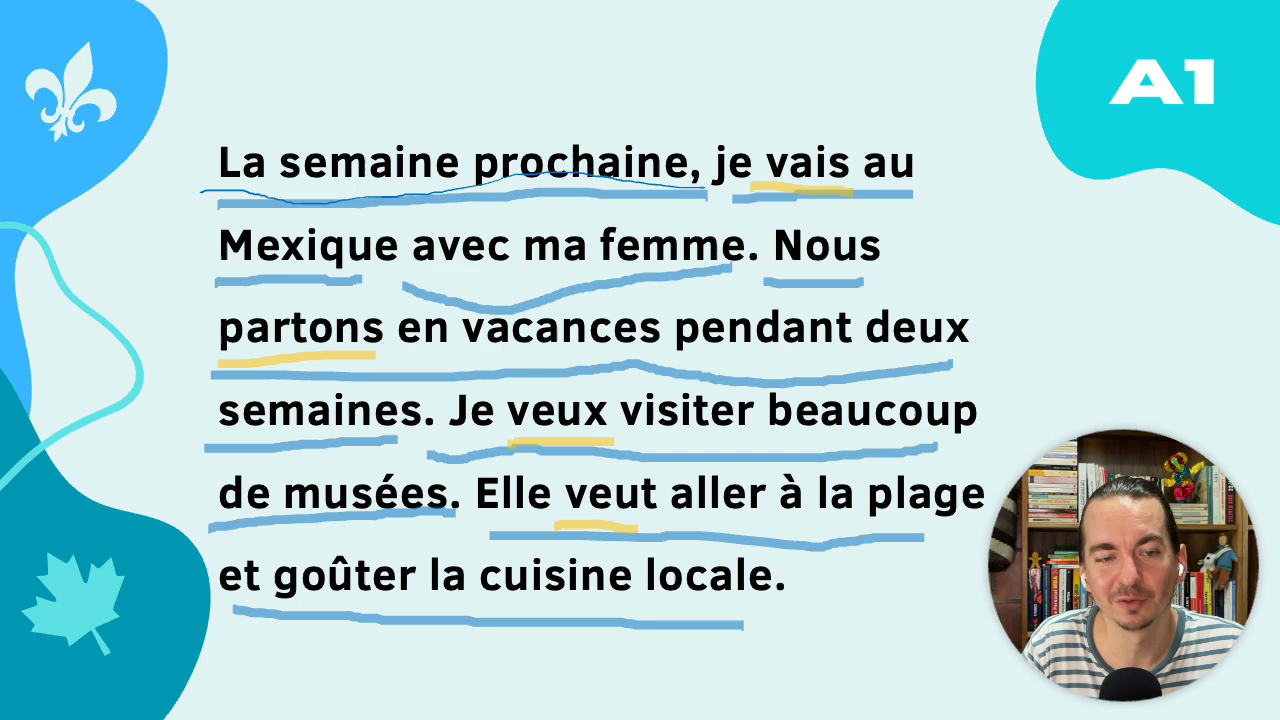 A1
La semaine prochaine, je vais au
Mexique avec ma femme. Nous
partons en vacances pendant deux
semaines. Je veux visiter beaucoup
de musées. Elle veut aller à la plage
et goûter la cuisine locale.